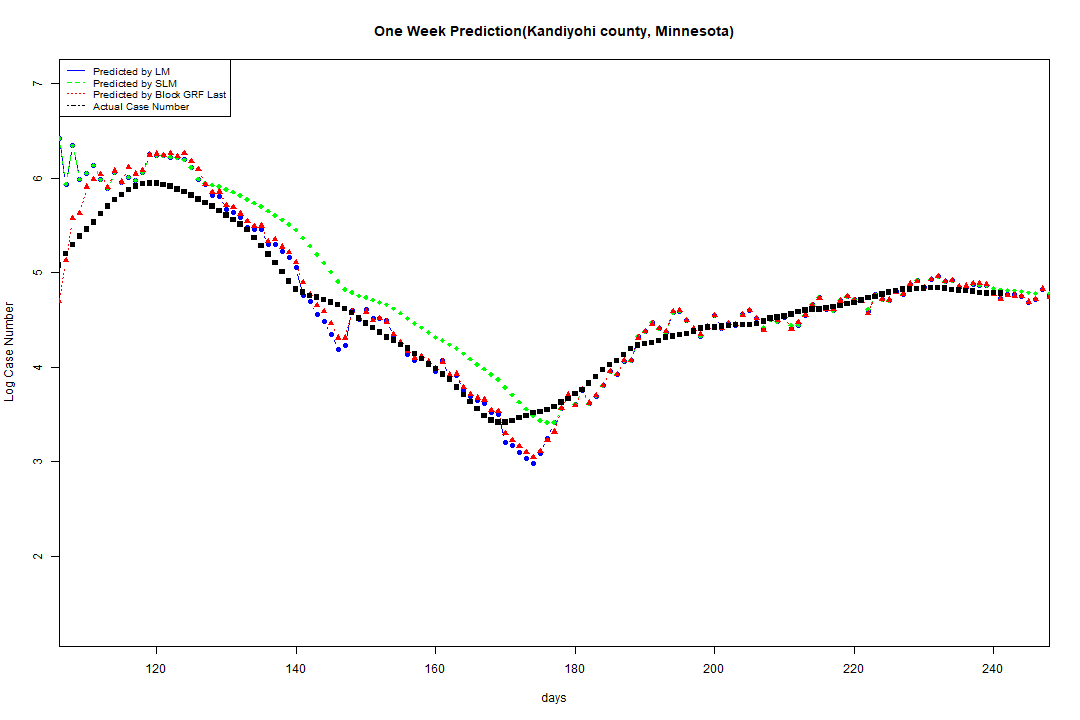 One Week Prediction(Kandiyohi county, Minnesota)
Predicted by LM
Predicted by SLM
Predicted by Block GRF Last
Actual Case Number
7
6
5
4
3
2
Log Case Number
120 140 160 180 200 220 240
days